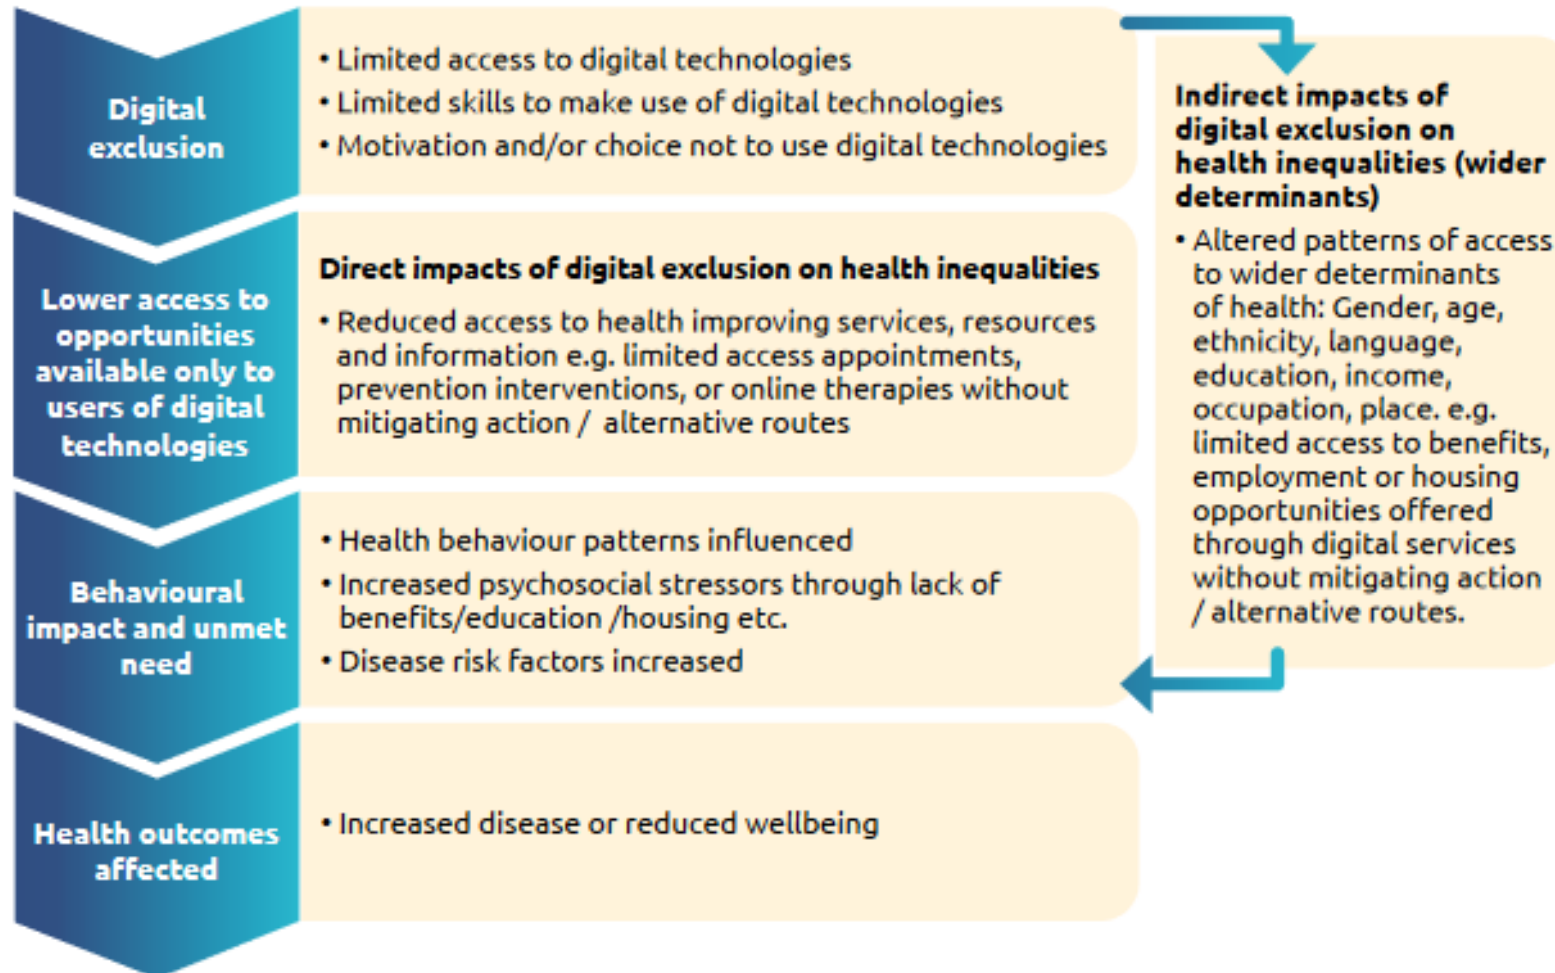 Digital
exclusion
• Limited access to digital technologies
• Limited skills to make use of digital technologies
• Motivation and/or choice not to use digital technologies
Lower access to
opportunities
available only to
users of digital
technologies
Direct impacts of digital exclusion on health inequalities
• Reduced access to health improving services, resources
and information e.g. limited access appointments,
prevention interventions, or online therapies without
mitigating action / alternative routes
Behavioural
impact and unmet
need
• Health behaviour patterns influenced
• Increased psychosocial stressors through lack of
benefits/education /housing etc.
• Disease risk factors increased
Health outcomes
affected
• Increased disease or reduced wellbeing
Indirect impacts of
digital exclusion on
health inequalities (wider
determinants)
• Altered patterns of access
to wider determinants
of health: Gender, age,
ethnicity, language,
education, income,
occupation, place. e.g.
limited access to benefits,
employment or housing
opportunities offered
through digital services
without mitigating action
/ alternative routes.